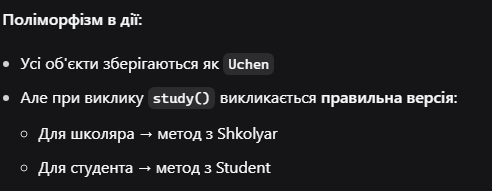 Поліморфізм в дії:
• Усі об'єкти зберігаються як Uchen
• Але при виклику study() викликається правильна версія:
○ Для школяра → метод з Shkolyar
○ Для студента → метод з Student